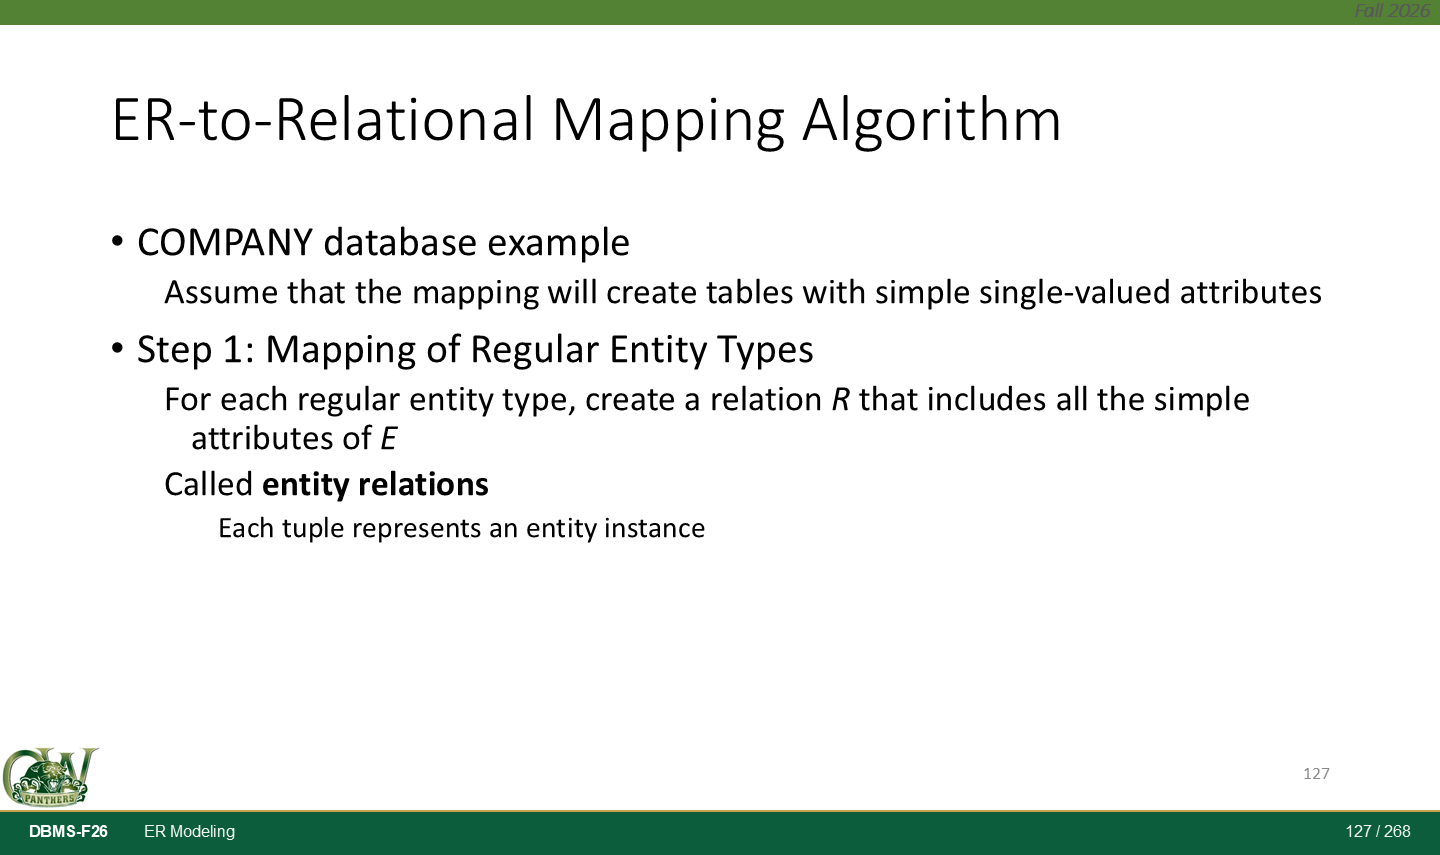 Fall 2026
ER-to-Relational Mapping Algorithm
• COMPANY database example
Assume that the mapping will create tables with simple single-valued attributes
• Step 1: Mapping of Regular Entity Types
For each regular entity type, create a relation R that includes all the simple
attributes of E
Called entity relations
Each tuple represents an entity instance
OW
PANTHERS
127
DBMS-F26 ER Modeling 127 / 268